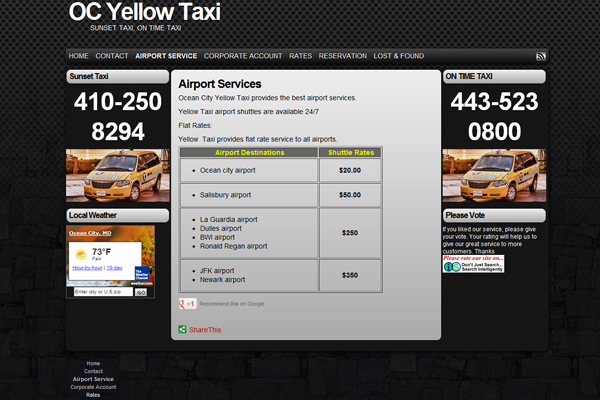 OC Yellow Taxi
SUNSET TAXI, ON TIME TAXI
HOME CONTACT AIRPORT SERVICE CORPORATE ACCOUNT RATES RESERVATION LOST & FOUND
Sunset Taxi
410-250
8294
Local Weather
Ocean City, MD
73°F
Fair
Hour by hour | 10-day
The
Weather
Channel
weather.com
Enter city or US zip GO
Airport Services
Ocean City Yellow Taxi provides the best airport services.
Yellow Taxi airport shuttles are available 24/7
Flat Rates:
Yellow Taxi provides flat rate service to all airports.
Airport Destinations Shuttle Rates
Ocean city airport $20.00
Salisbury airport $50.00
La Guardia airport
Dulles airport
BWI airport
Ronald Regan airport
$250
JFK airport
Newark airport
$350
g +1 Recommend this on Google
ShareThis
ON TIME TAXI
443-523
0800
Please Vote
If you liked our service, please
give your vote. Your rating will help us to
give our great service to more
customers. Thanks
Please rate our site on...
Don't Just Search...
Search Intelligently
Home
Contact
Airport Service
Corporate Account
Rates